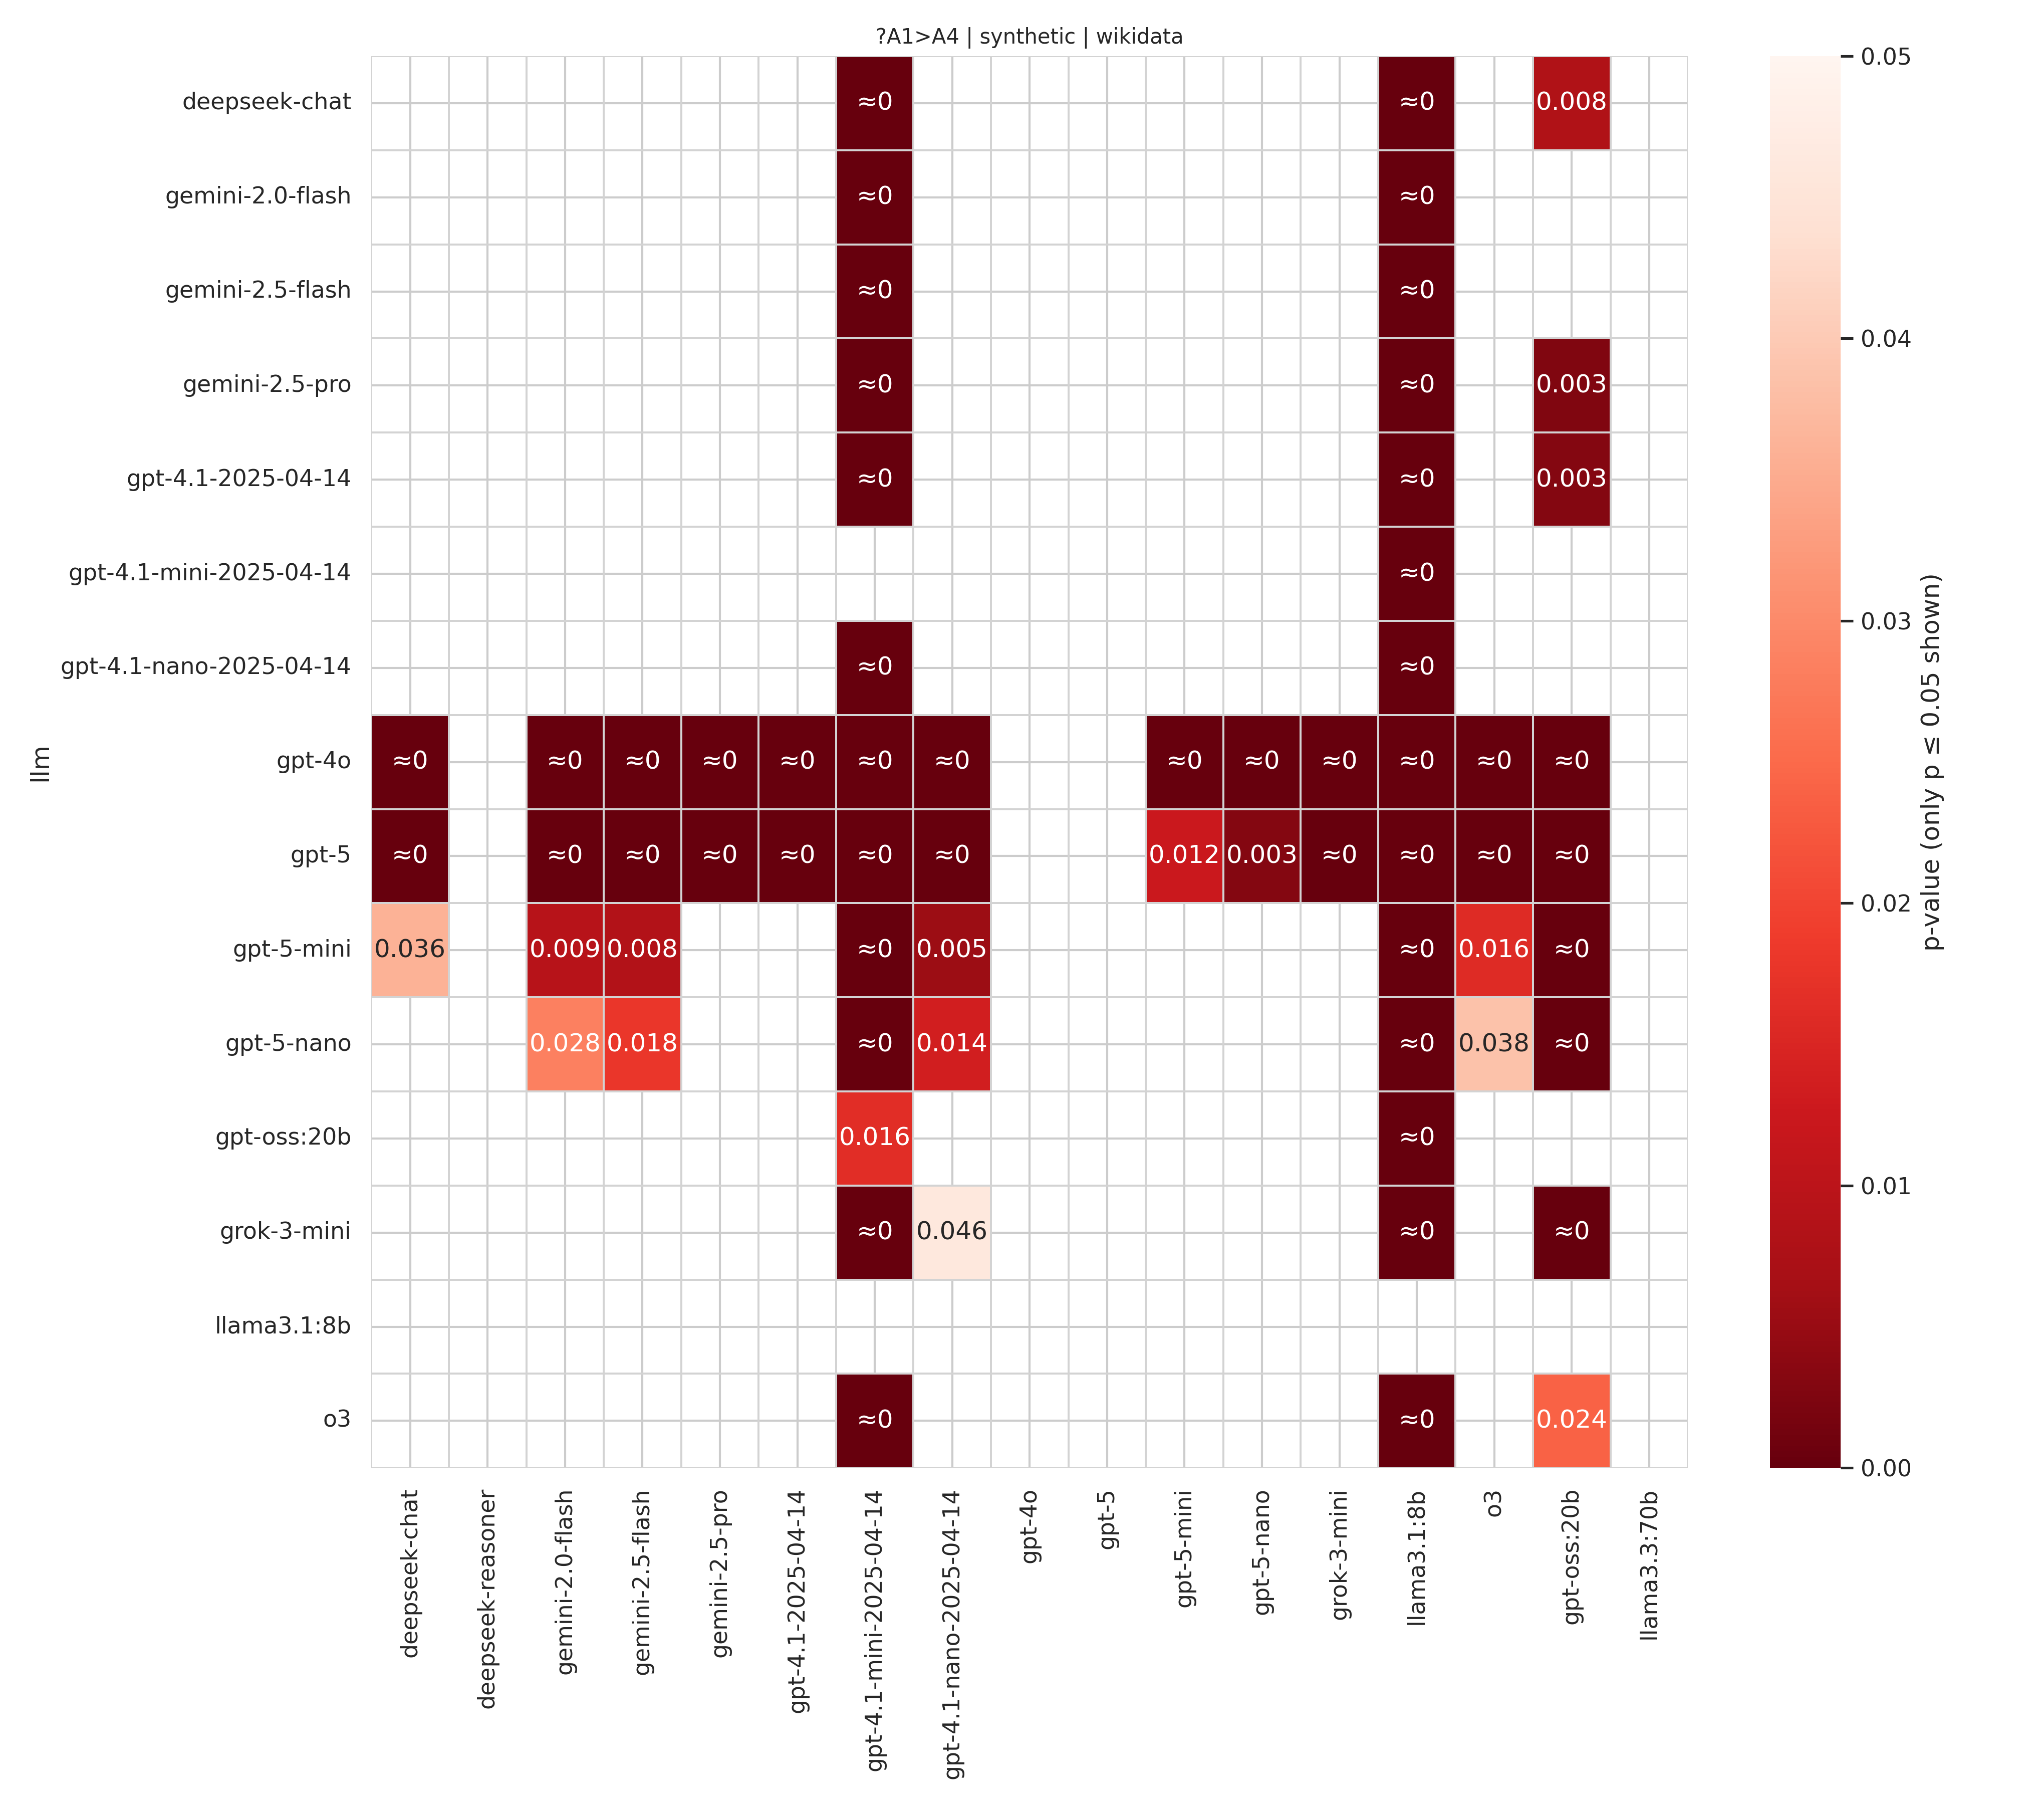 ?A1>A4 | synthetic | wikidata
deepseek-chat ≈0 ≈0 0.008
gemini-2.0-flash ≈0 ≈0
gemini-2.5-flash ≈0 ≈0
gemini-2.5-pro ≈0 ≈0 0.003
gpt-4.1-2025-04-14 ≈0 ≈0 0.003
gpt-4.1-mini-2025-04-14 ≈0
gpt-4.1-nano-2025-04-14 ≈0 ≈0
gpt-4o ≈0 ≈0 ≈0 ≈0 ≈0 ≈0 ≈0 ≈0 ≈0 ≈0 ≈0 ≈0 ≈0
gpt-5 ≈0 ≈0 ≈0 ≈0 ≈0 ≈0 ≈0 0.012 0.003 ≈0 ≈0 ≈0 ≈0
gpt-5-mini 0.036 0.009 0.008 ≈0 0.005 ≈0 0.016 ≈0
gpt-5-nano 0.028 0.018 ≈0 0.014 ≈0 0.038 ≈0
gpt-oss:20b 0.016 ≈0
grok-3-mini ≈0 0.046 ≈0 ≈0
llama3.1:8b
o3 ≈0 ≈0 0.024
llm
deepseek-chat
deepseek-reasoner
gemini-2.0-flash
gemini-2.5-flash
gemini-2.5-pro
gpt-4.1-2025-04-14
gpt-4.1-mini-2025-04-14
gpt-4.1-nano-2025-04-14
gpt-4o
gpt-5
gpt-5-mini
gpt-5-nano
grok-3-mini
llama3.1:8b
o3
gpt-oss:20b
llama3.3:70b
0.05
0.04
0.03
0.02
0.01
0.00
p-value (only p ≤ 0.05 shown)